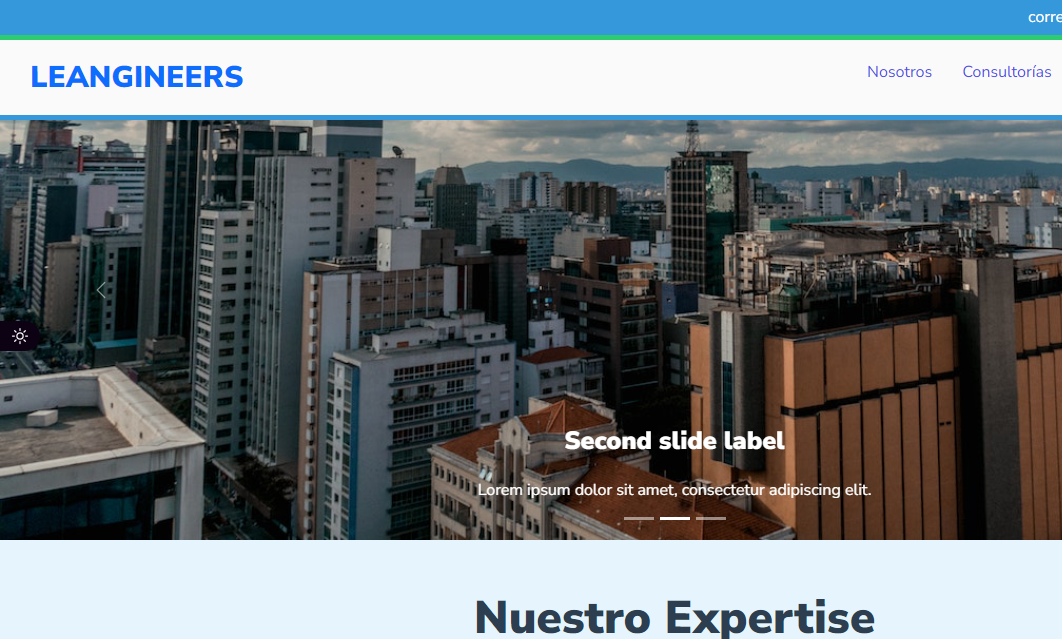 corre
LEANGINEERS
Nosotros Consultorías
Second slide label
Lorem ipsum dolor sit amet, consectetur adipiscing elit.
Nuestro Expertise